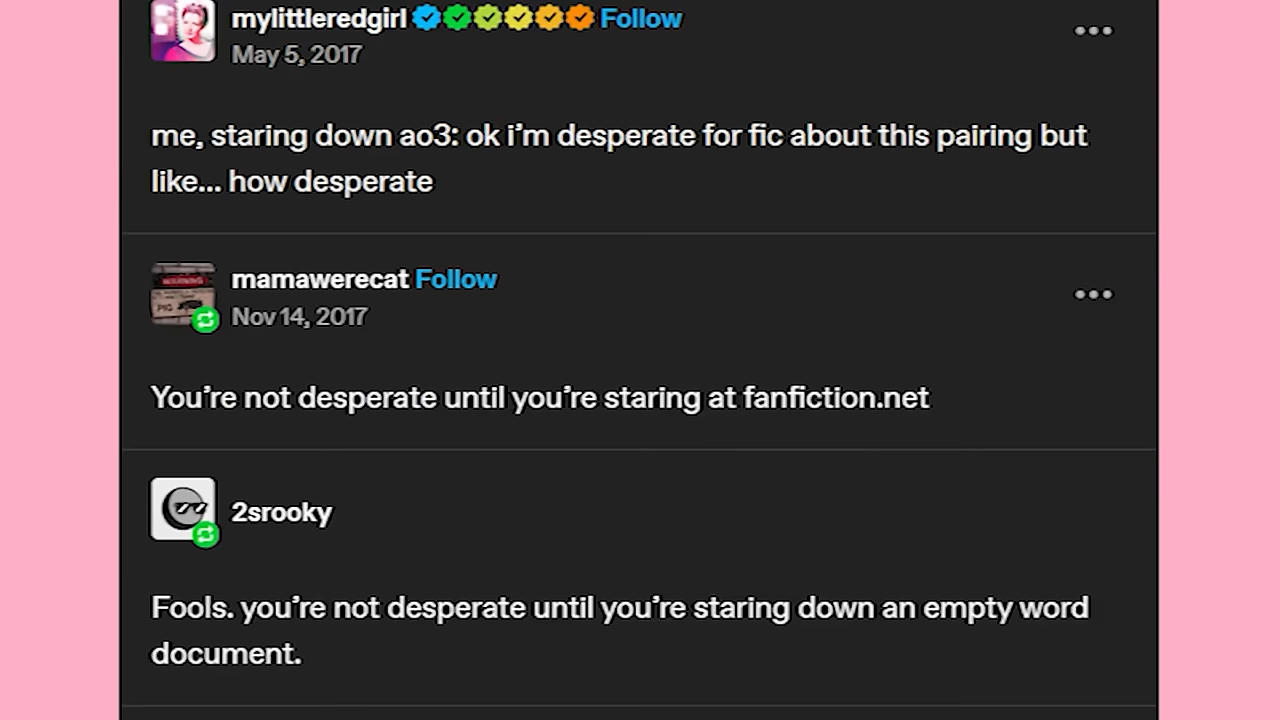 mylittleredgirl Follow
May 5, 2017
me, staring down ao3: ok i'm desperate for fic about this pairing but
like... how desperate
mamawerecat Follow
WARNING
PIG
Nov 14, 2017
You're not desperate until you're staring at fanfiction.net
2srooky
Fools. you're not desperate until you're staring down an empty word
document.